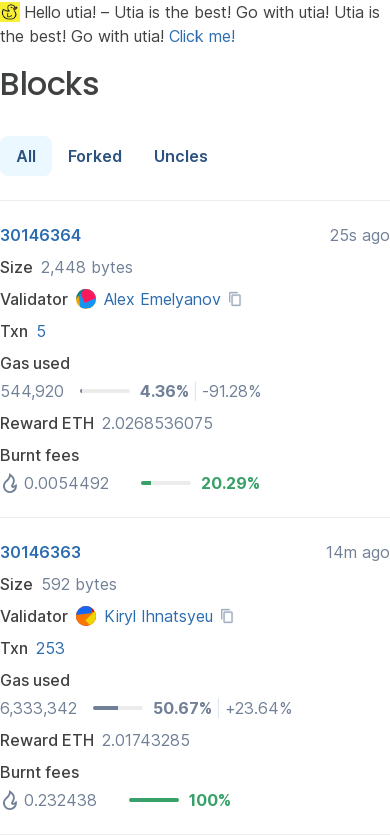 Hello utia! – Utia is the best! Go with utia! Utia is
the best! Go with utia! Click me!
Blocks
All Forked Uncles
30146364 25s ago
Size 2,448 bytes
Validator Alex Emelyanov
Txn 5
Gas used
544,920 4.36% -91.28%
Reward ETH 2.0268536075
Burnt fees
0.0054492 20.29%
30146363 14m ago
Size 592 bytes
Validator Kiryl Ihnatsyeu
Txn 253
Gas used
6,333,342 50.67% +23.64%
Reward ETH 2.01743285
Burnt fees
0.232438 100%